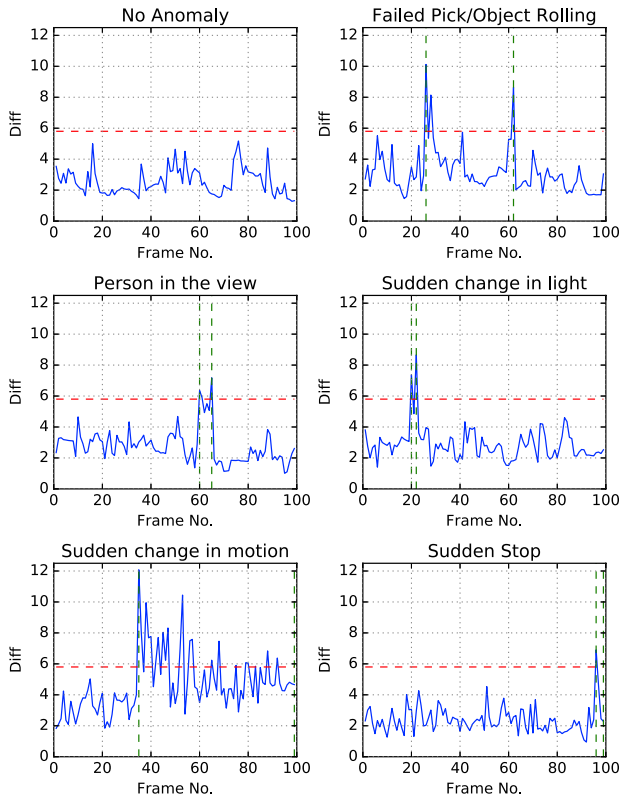 No Anomaly
12
10
8
6
4
2
0
Diff
0 20 40 60 80 100
Frame No.
Failed Pick/Object Rolling
12
10
8
6
4
2
0
Diff
0 20 40 60 80 100
Frame No.
Person in the view
12
10
8
6
4
2
0
Diff
0 20 40 60 80 100
Frame No.
Sudden change in light
12
10
8
6
4
2
0
Diff
0 20 40 60 80 100
Frame No.
Sudden change in motion
12
10
8
6
4
2
0
Diff
0 20 40 60 80 100
Frame No.
Sudden Stop
12
10
8
6
4
2
0
Diff
0 20 40 60 80 100
Frame No.